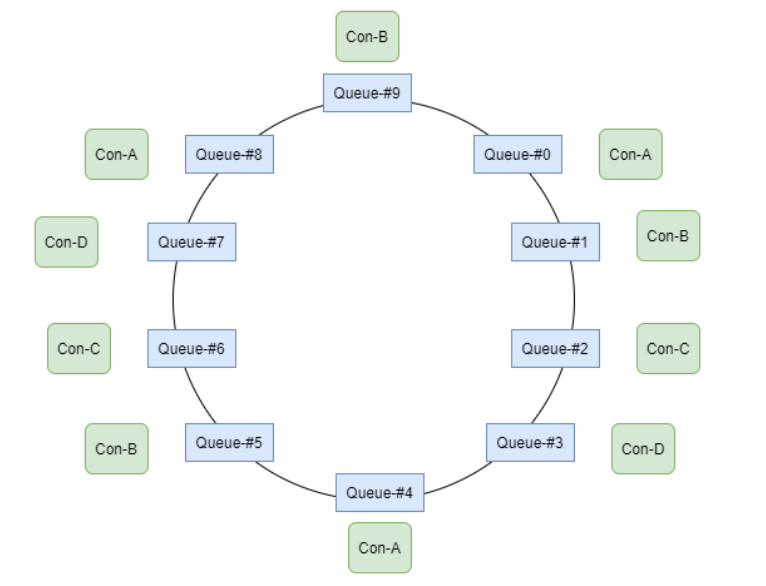 Con-B
Queue-#9
Con-A
Queue-#8
Queue-#0
Con-A
Con-D
Queue-#7
Queue-#1
Con-B
Con-C
Queue-#6
Queue-#2
Con-C
Con-B
Queue-#5
Queue-#3
Con-D
Queue-#4
Con-A